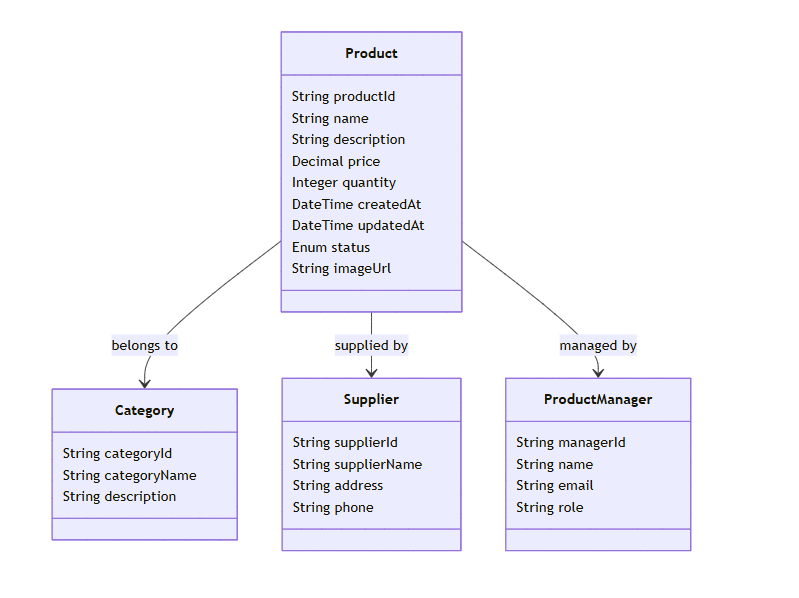 Product
String productId
String name
String description
Decimal price
Integer quantity
DateTime createdAt
DateTime updatedAt
Enum status
String imageUrl
belongs to
supplied by
managed by
Category
String categoryId
String categoryName
String description
Supplier
String supplierId
String supplierName
String address
String phone
ProductManager
String managerId
String name
String email
String role